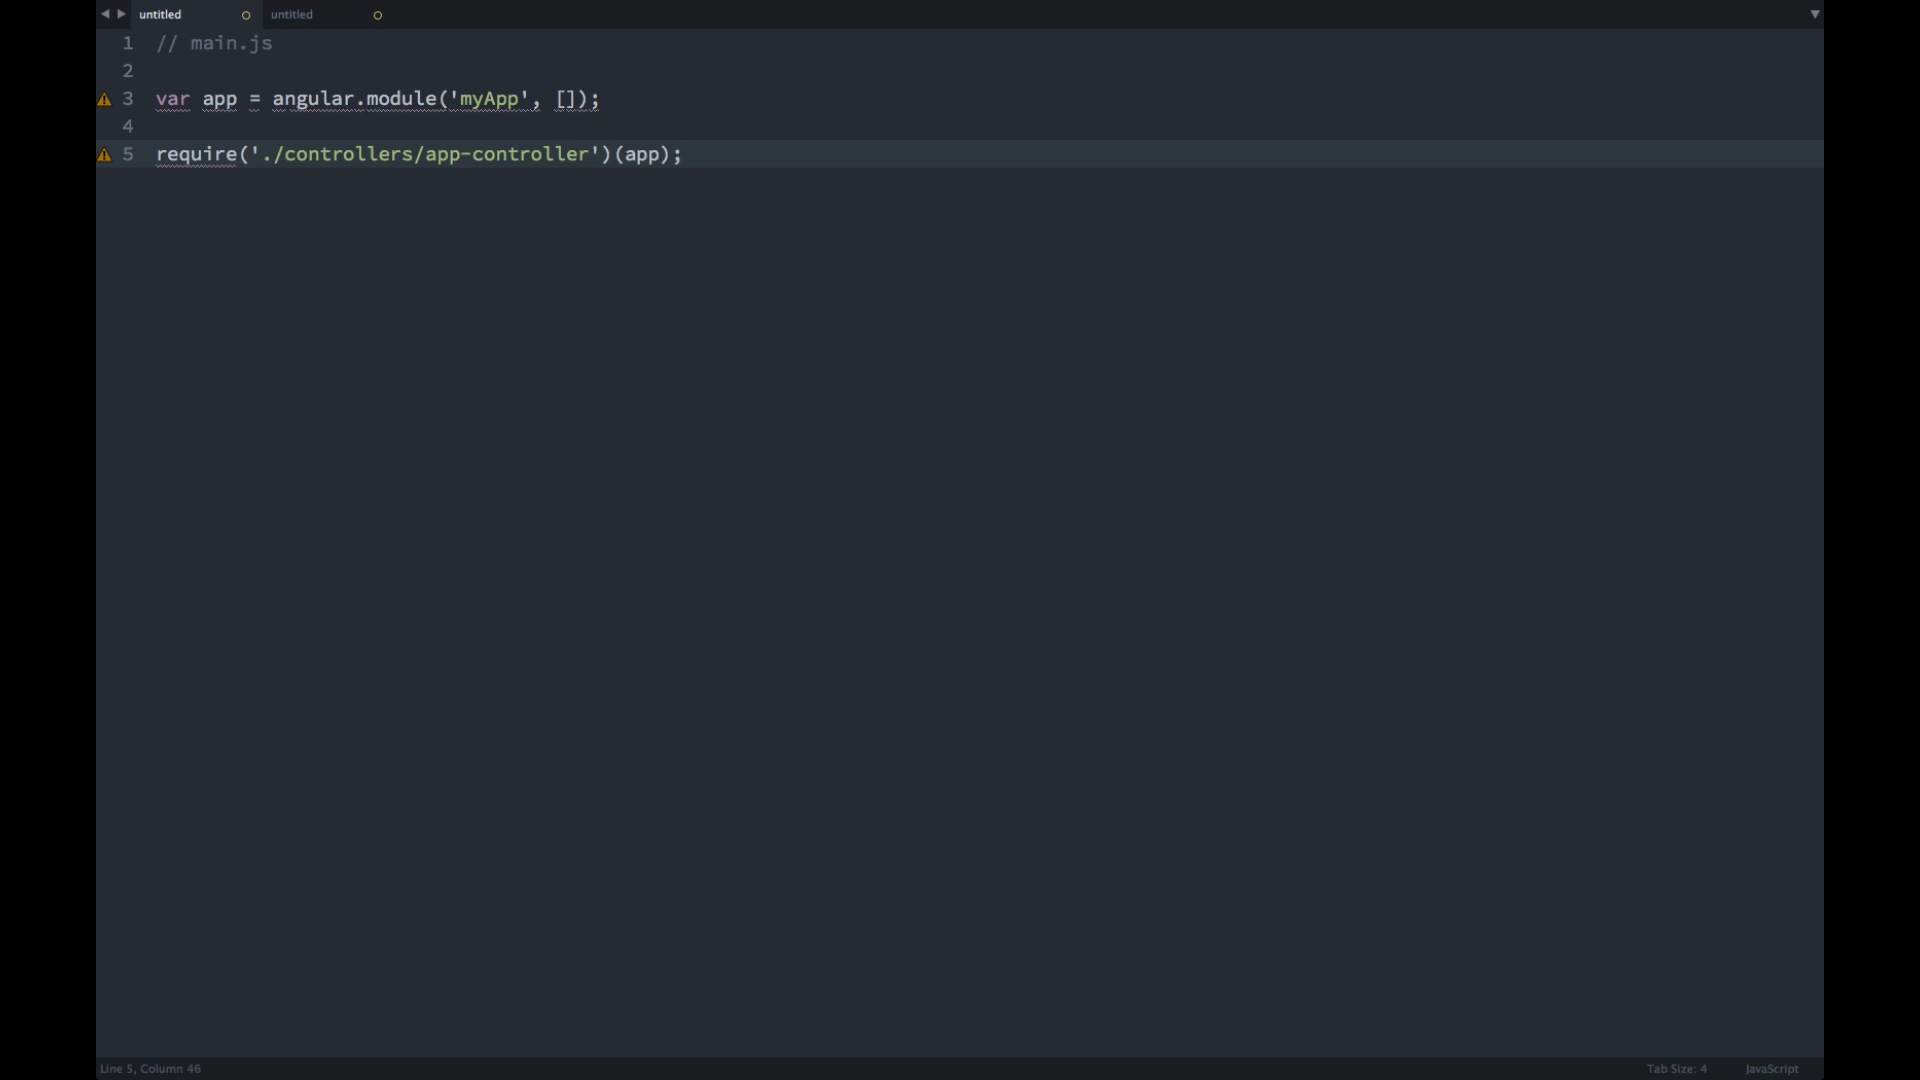 untitled untitled
1 // main.js
2
3 var app = angular.module('myApp', []);
4
5 require('./controllers/app-controller')(app);
Line 5, Column 46 Tab Size: 4 JavaScript